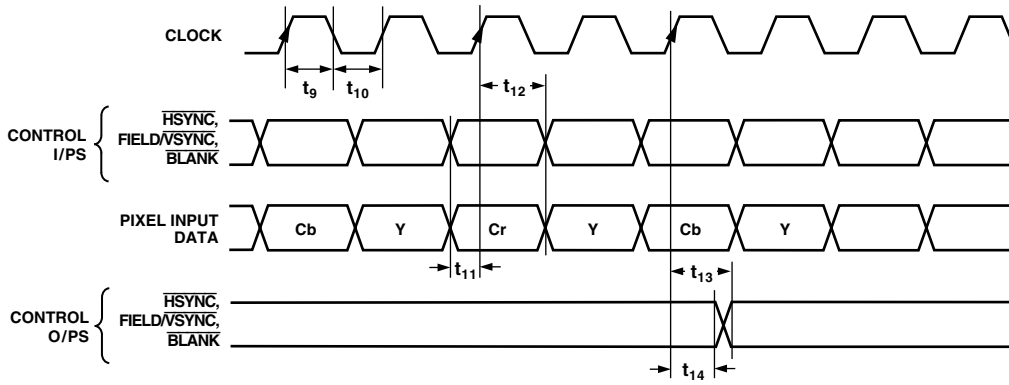 CLOCK
t9
t10
t12
CONTROL
I/PS
HSYNC,
FIELD/VSYNC,
BLANK
PIXEL INPUT
DATA
Cb
Y
Cr
Y
Cb
Y
t11
t13
CONTROL
O/PS
HSYNC,
FIELD/VSYNC,
BLANK
t14